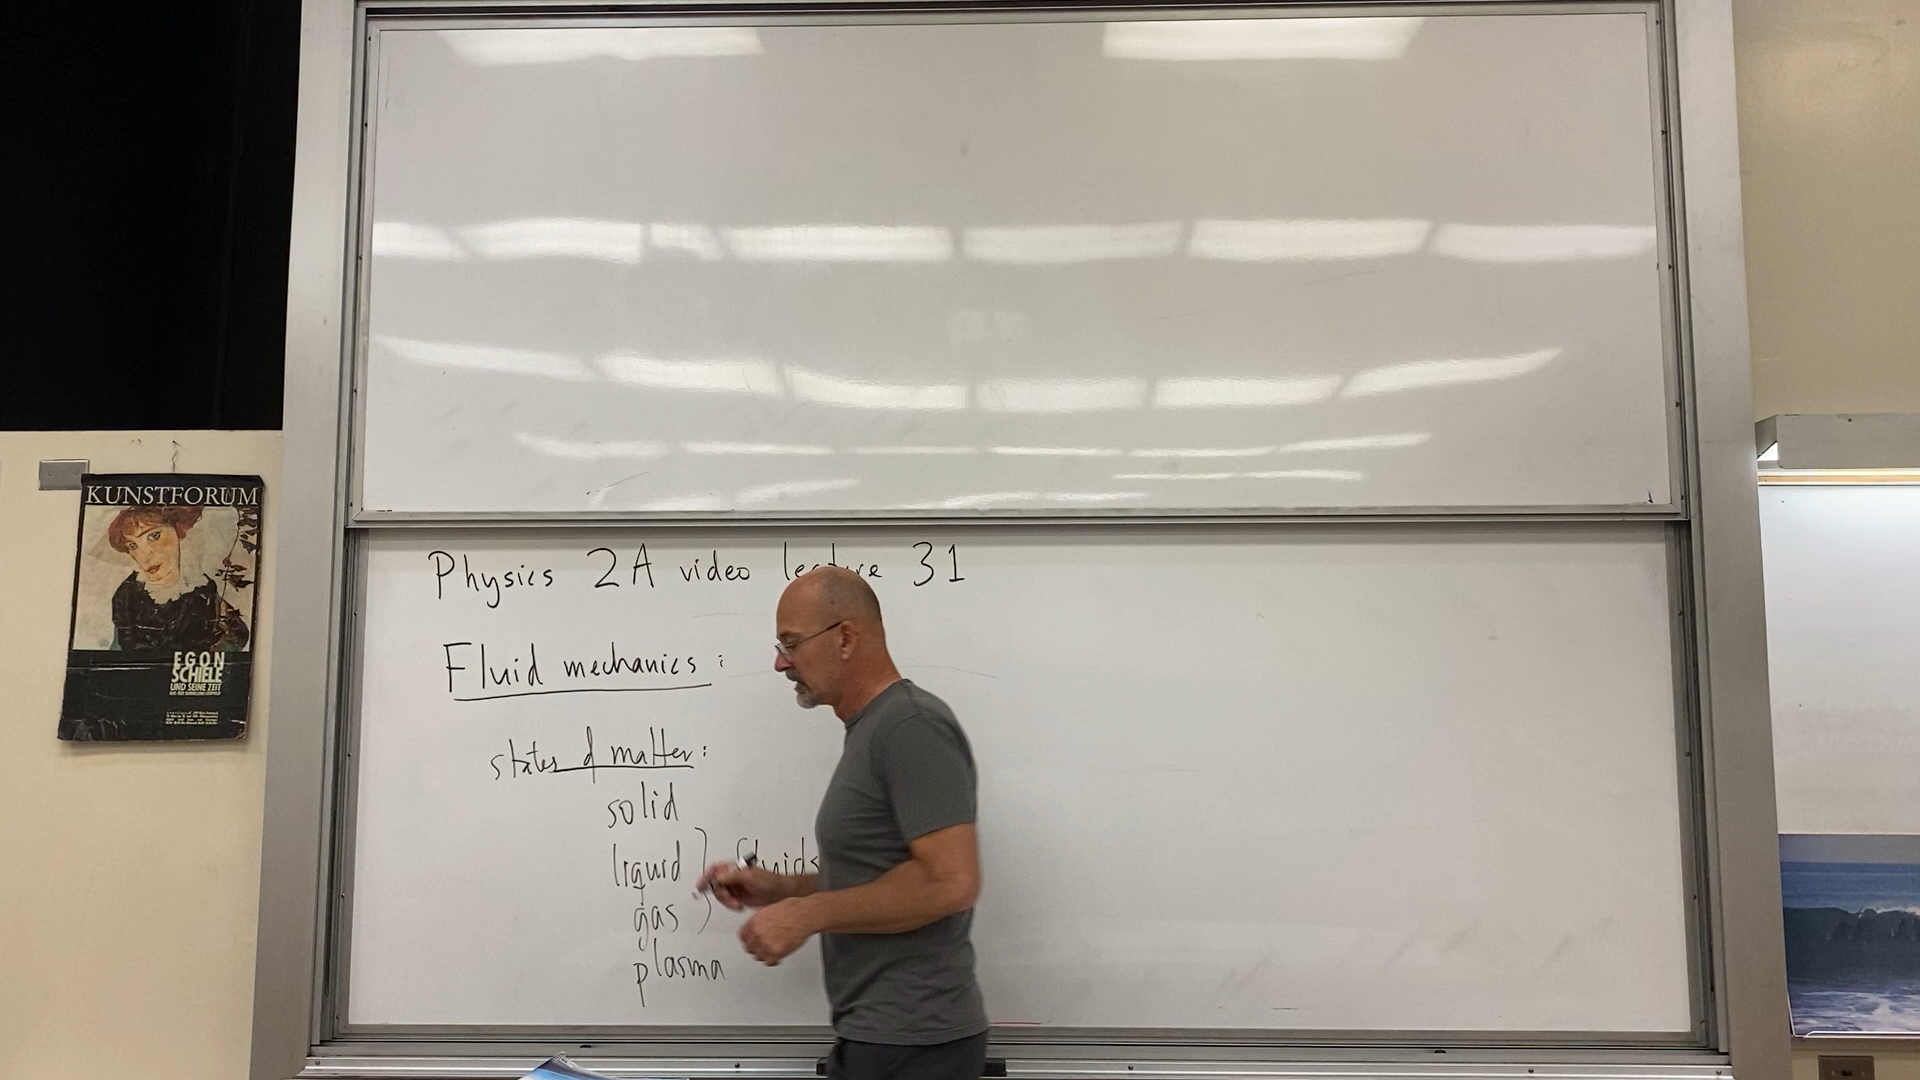 Physics 2A video lecture 31
Fluid mechanics:
states of matter:
solid
liquid
fluids
gas
plasma
KUNSTFORUM
EGON
SCHIELE
UND SEINE ZEIT